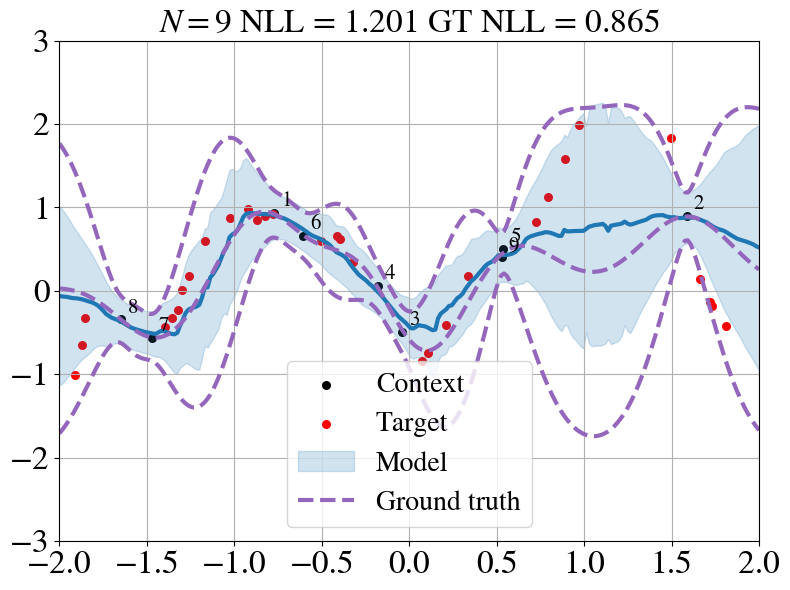 N = 9 NLL = 1.201 GT NLL = 0.865
3
2
1
0
−1
−2
−3
−2.0 −1.5 −1.0 −0.5 0.0 0.5 1.0 1.5 2.0
1
2
3
4
5
6
7
8
9
Context
Target
Model
Ground truth